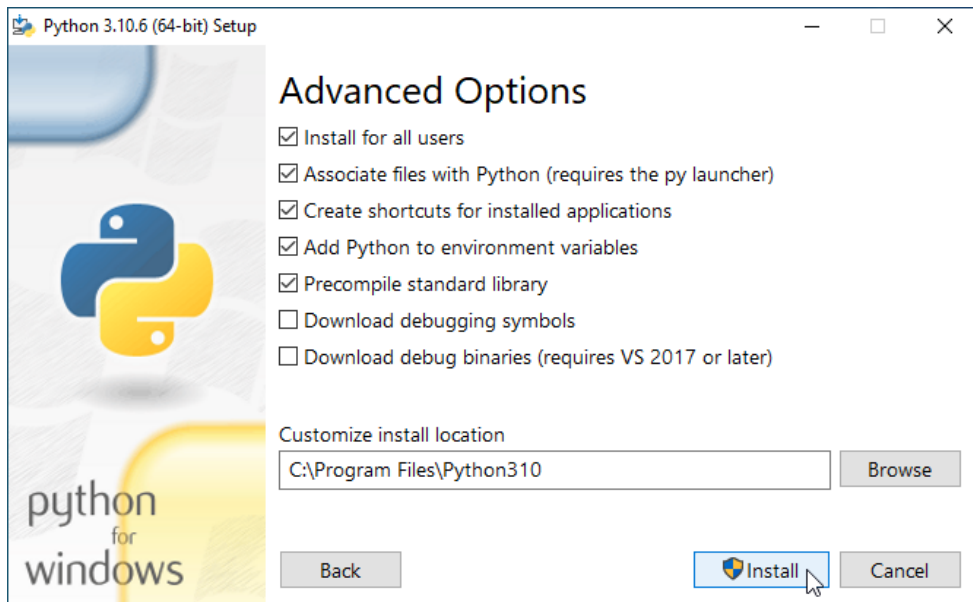 Python 3.10.6 (64-bit) Setup
Advanced Options
Install for all users
Associate files with Python (requires the py launcher)
Create shortcuts for installed applications
Add Python to environment variables
Precompile standard library
Download debugging symbols
Download debug binaries (requires VS 2017 or later)
Customize install location
C:\Program Files\Python310
Browse
python
for
windows
Back
Install
Cancel